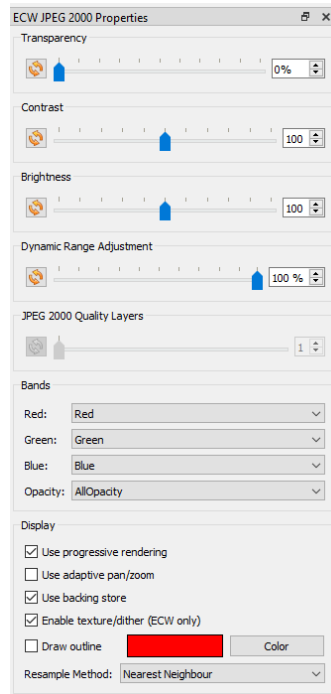 ECW JPEG 2000 Properties
Transparency
0%
Contrast
100
Brightness
100
Dynamic Range Adjustment
100 %
JPEG 2000 Quality Layers
1
Bands
Red: Red
Green: Green
Blue: Blue
Opacity: AllOpacity
Display
Use progressive rendering
Use adaptive pan/zoom
Use backing store
Enable texture/dither (ECW only)
Draw outline Color
Resample Method: Nearest Neighbour